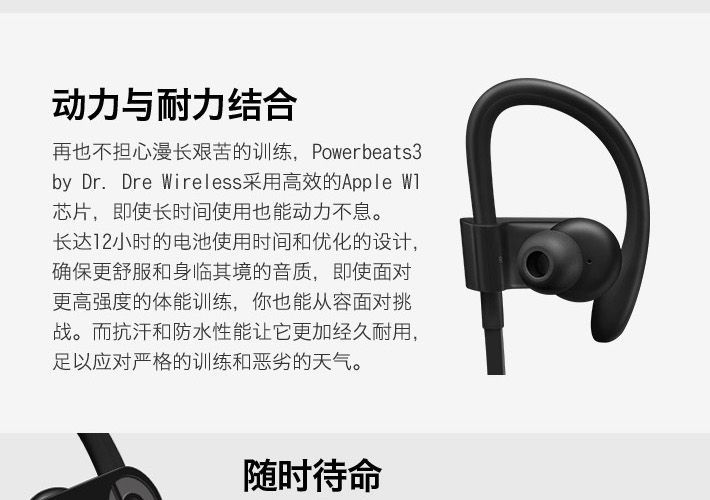 动力与耐力结合
再也不担心漫长艰苦的训练，Powerbeats3
by Dr. Dre Wireless采用高效的Apple W1
芯片，即使长时间使用也能动力不息。
长达12小时的电池使用时间和优化的设计，
确保更舒服和身临其境的音质，即使面对
更高强度的体能训练，你也能从容面对挑
战。而抗汗和防水性能让它更加经久耐用，
足以应对严格的训练和恶劣的天气。
随时待命